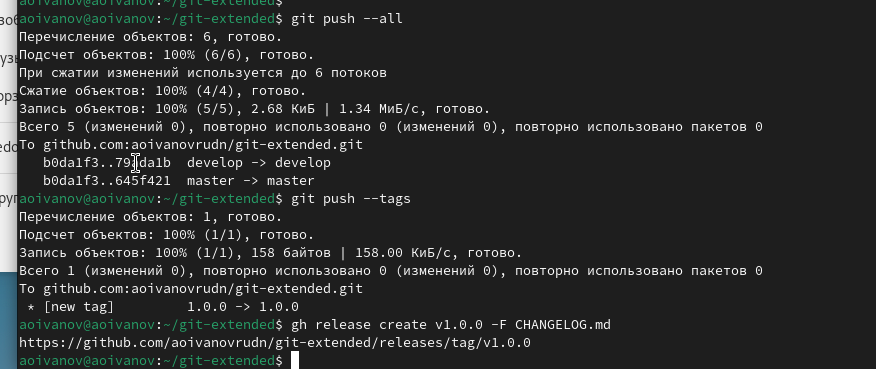 aoivanov@aoivanov:~/git-extended$
aoivanov@aoivanov:~/git-extended$ git push --all
Перечисление объектов: 6, готово.
Подсчет объектов: 100% (6/6), готово.
При сжатии изменений используется до 6 потоков
Сжатие объектов: 100% (4/4), готово.
Запись объектов: 100% (5/5), 2.68 КиБ | 1.34 МиБ/с, готово.
Всего 5 (изменений 0), повторно использовано 0 (изменений 0), повторно использовано пакетов 0
To github.com:aoivanovrudn/git-extended.git
b0da1f3..79 da1b develop -> develop
b0da1f3..645f421 master -> master
aoivanov@aoivanov:~/git-extended$ git push --tags
Перечисление объектов: 1, готово.
Подсчет объектов: 100% (1/1), готово.
Запись объектов: 100% (1/1), 158 байтов | 158.00 КиБ/с, готово.
Всего 1 (изменений 0), повторно использовано 0 (изменений 0), повторно использовано пакетов 0
To github.com:aoivanovrudn/git-extended.git
* [new tag] 1.0.0 -> 1.0.0
aoivanov@aoivanov:~/git-extended$ gh release create v1.0.0 -F CHANGELOG.md
https://github.com/aoivanovrudn/git-extended/releases/tag/v1.0.0
aoivanov@aoivanov:~/git-extended$